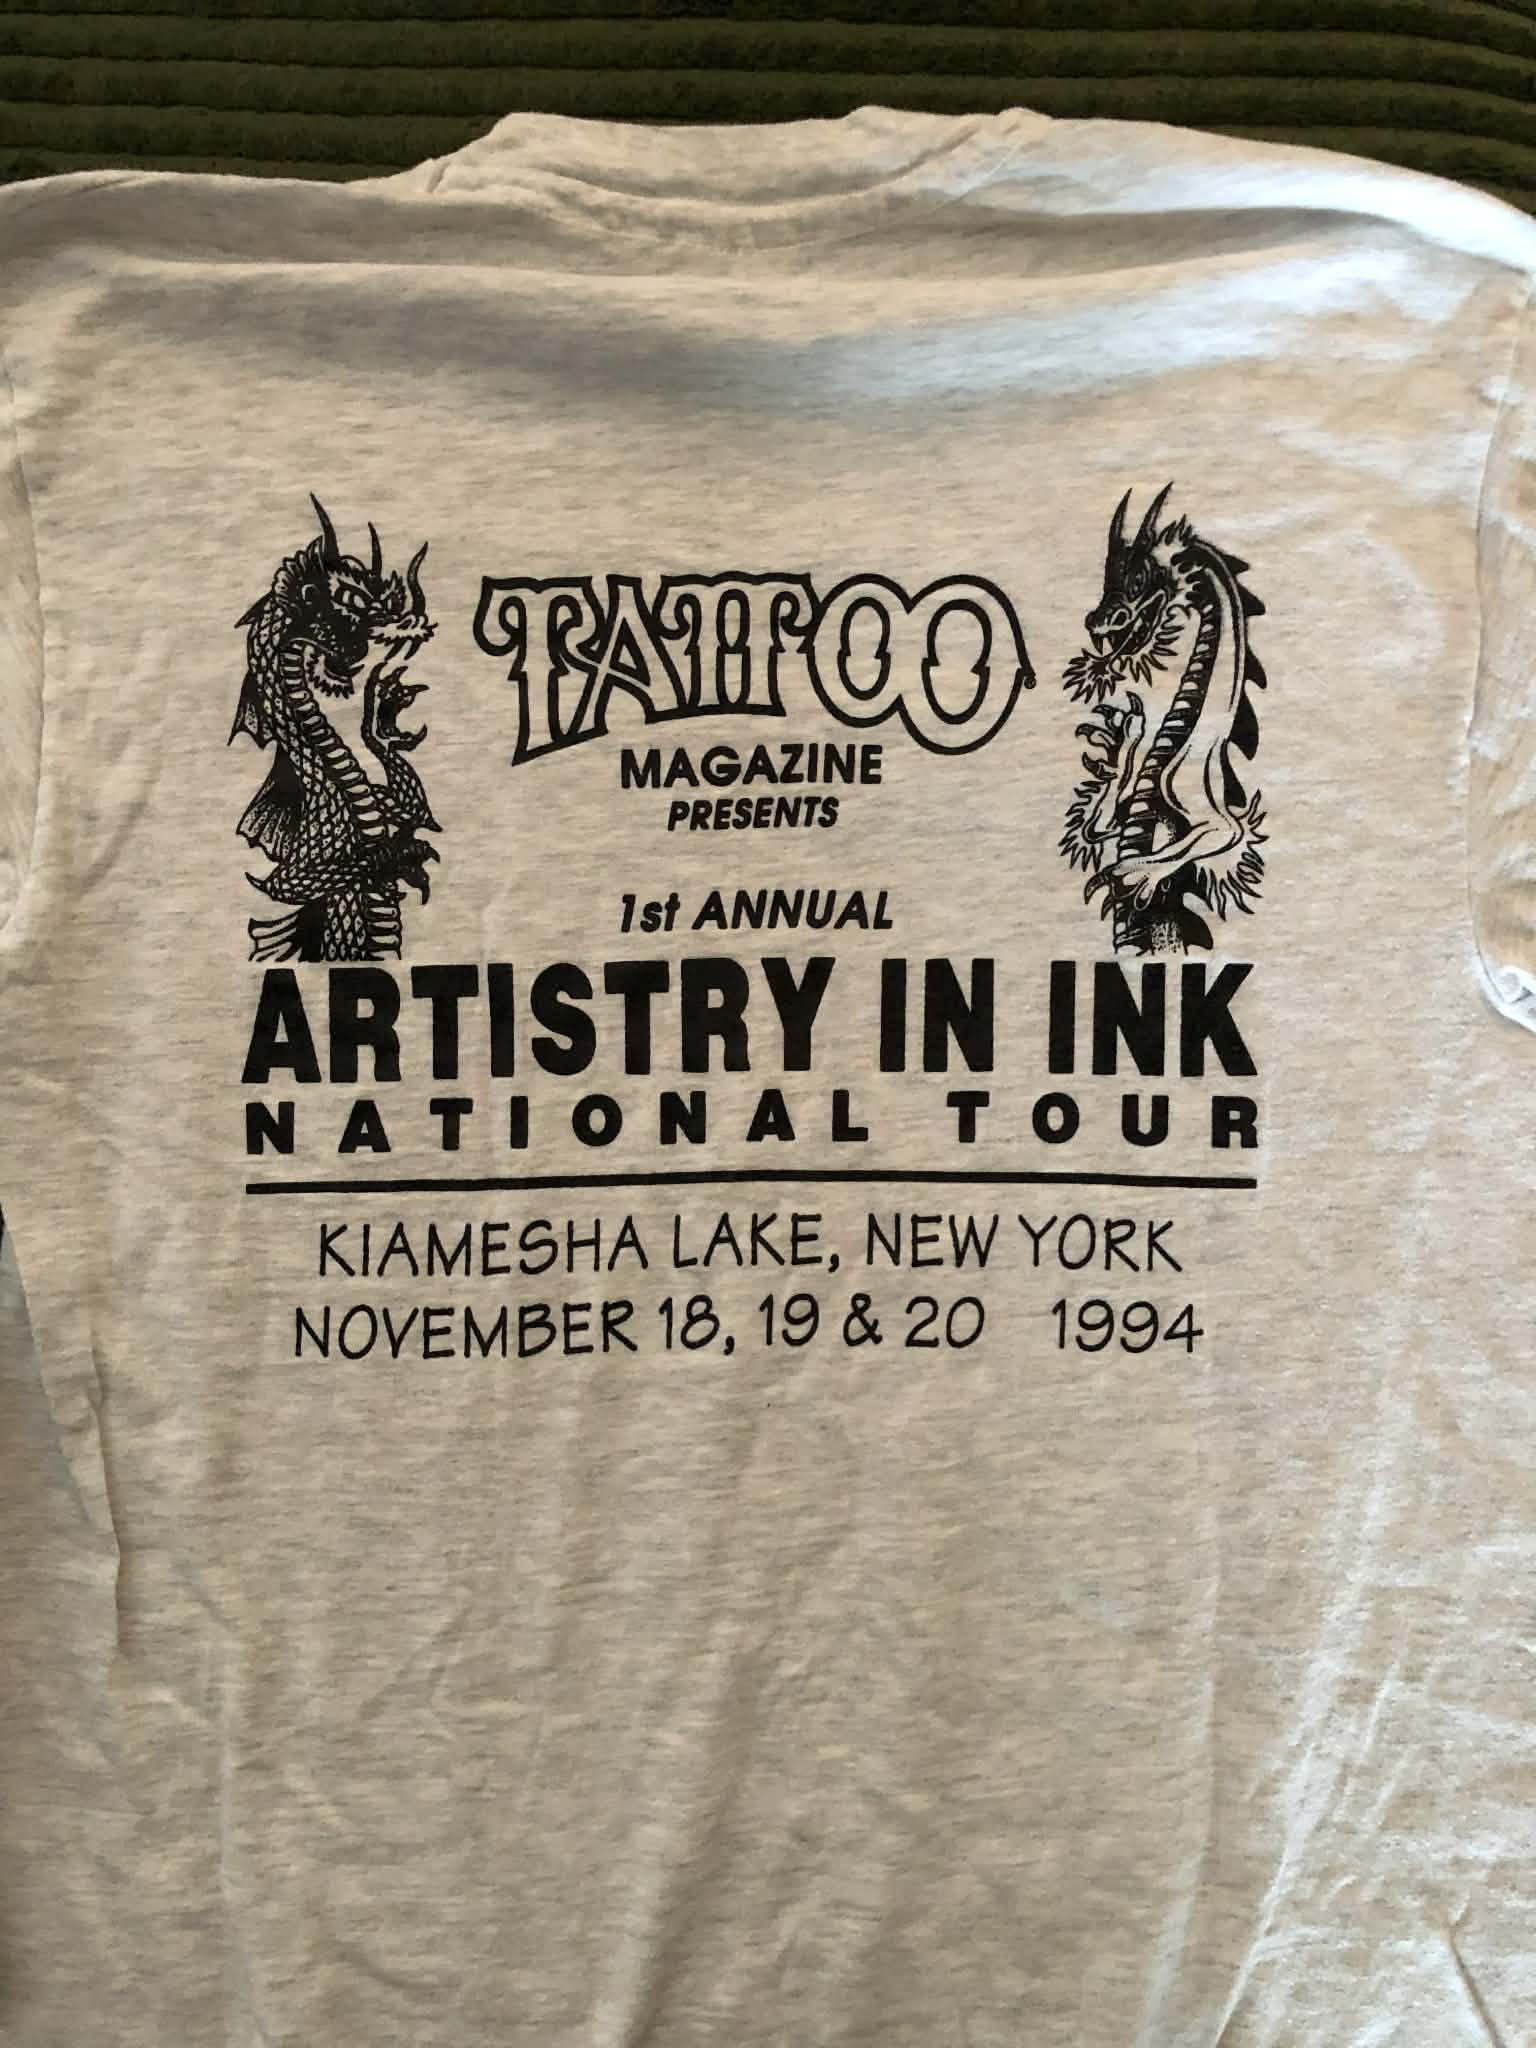 TATTOO
MAGAZINE
PRESENTS
1st ANNUAL
ARTISTRY IN INK
NATIONAL TOUR
KIAMESHA LAKE, NEW YORK
NOVEMBER 18, 19 & 20 1994